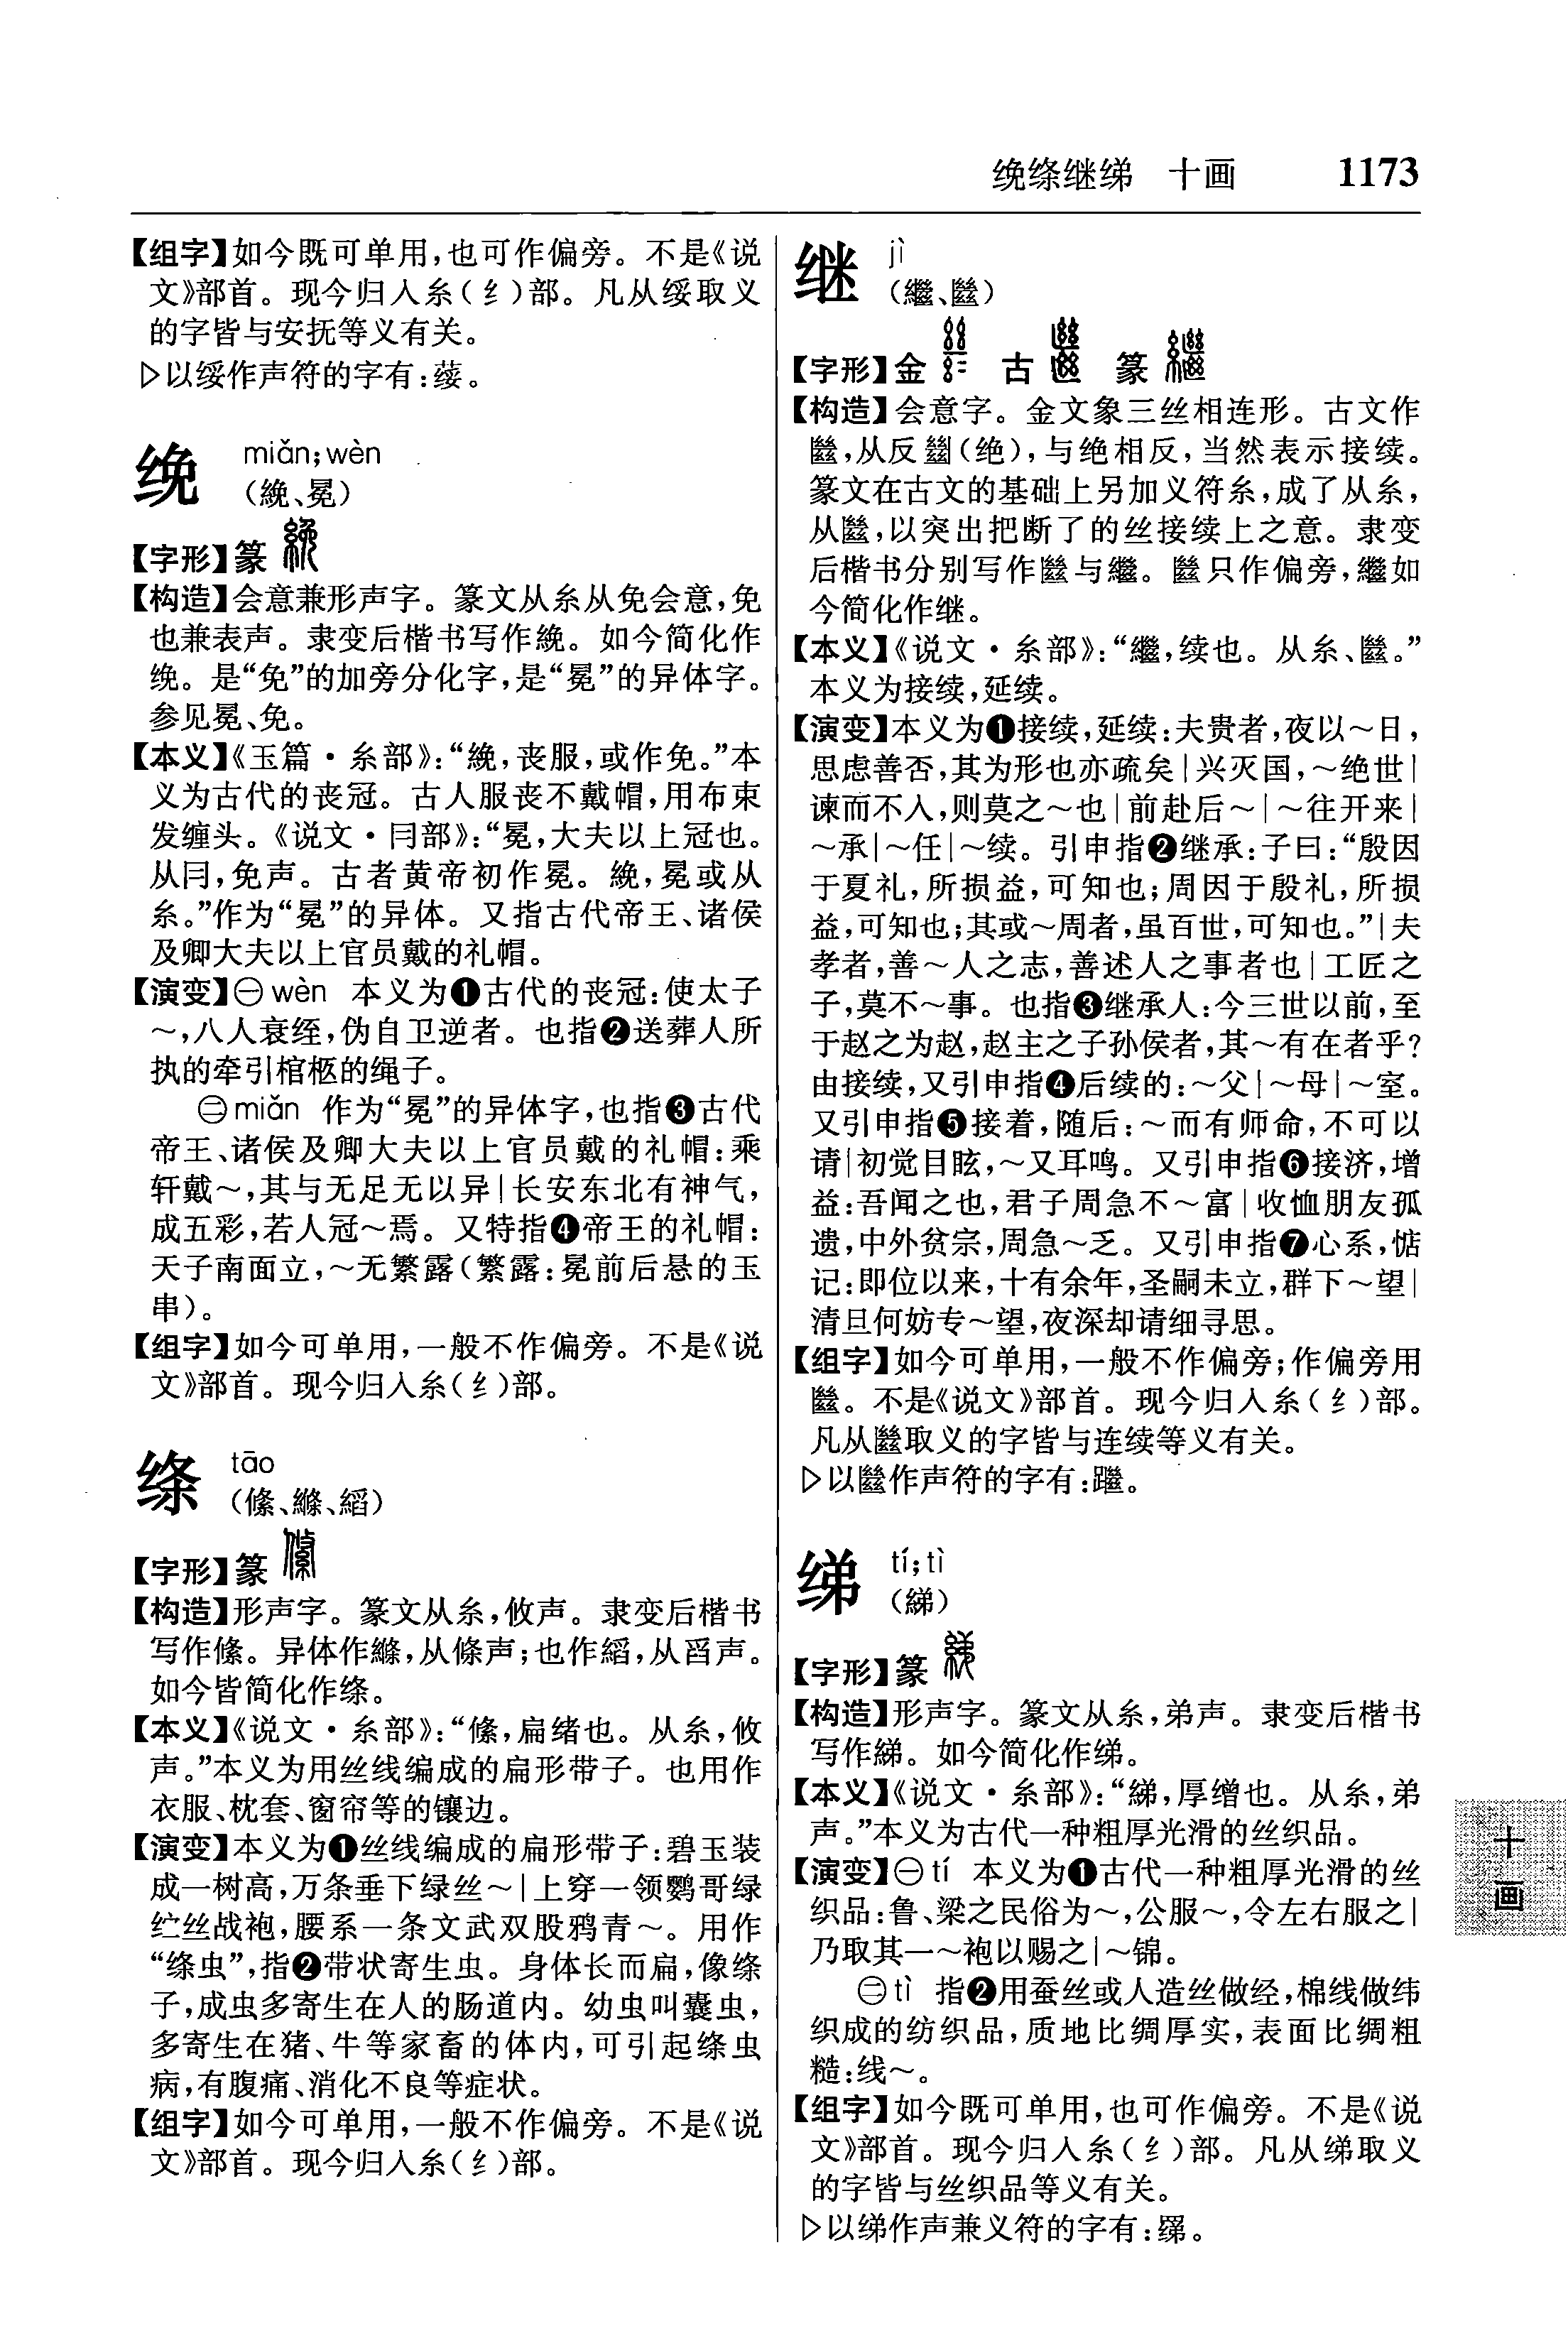 绕绦继绨　十画　1173
【组字】如今既可单用,也可作偏旁。不是《说
文》部首。现今归入糸(纟)部。凡从绥取义
的字皆与安抚等义有关。
▷以绥作声符的字有:荽。
miǎn;wèn
(絻、冕)
【字形】篆
【构造】会意兼形声字。篆文从糸从免会意,免
也兼表声。隶变后楷书写作絻。如今简化作
是“免”的加旁分化字,是“冕”的异体字。
参见冕、免。
【本义】《玉篇·糸部》:“絻,丧服,或作免。”本
义为古代的丧冠。古人服丧不戴帽,用布束
发缠头。《说文·冃部》:“冕,大夫以上冠也。
从冃,免声。古者黄帝初作冕。絻,冕或从
糸。”作为“冕”的异体。又指古代帝王、诸侯
及卿大夫以上官员戴的礼帽。
【演变】㊀wèn　本义为❶古代的丧冠:使太子
～,八人衰绖,伪自卫逆者。也指❷送葬人所
执的牵引棺柩的绳子。
㊁miǎn　作为“冕”的异体字,也指❸古代
帝王、诸侯及卿大夫以上官员戴的礼帽:乘
轩戴～,其与无足无以异|长安东北有神气,
成五彩,若人冠～焉。又特指❹帝王的礼帽:
天子南面立,～无繁露(繁露:冕前后悬的玉
串)。
【组字】如今可单用,一般不作偏旁。不是《说
文》部首。现今归入糸(纟)部。
绦　tāo
(絛、縧、縚)
【字形】篆
【构造】形声字。篆文从糸,攸声。隶变后楷书
写作絛。异体作縧,从條声;也作縚,从舀声。
如今皆简化作绦。
【本义】《说文·糸部》:“絛,扁绪也。从糸,攸
声。”本义为用丝线编成的扁形带子。也用作
衣服、枕套、窗帘等的镶边。
【演变】本义为❶丝线编成的扁形带子:碧玉装
成一树高,万条垂下绿丝～|上穿一领鹦哥绿
纻丝战袍,腰系一条文武双股鸦青～。用作
“绦虫”,指❷带状寄生虫。身体长而扁,像绦
子,成虫多寄生在人的肠道内。幼虫叫囊虫,
多寄生在猪、牛等家畜的体内,可引起绦虫
病,有腹痛、消化不良等症状。
【组字】如今可单用,一般不作偏旁。不是《说
文》部首。现今归入糸(纟)部。
继　jì
(繼、㡭)
【字形】金　古　篆
【构造】会意字。金文象三丝相连形。古文作
㡭,从反𢇍(绝),与绝相反,当然表示接续。
篆文在古文的基础上另加义符糸,成了从糸,
从㡭,以突出把断了的丝接续上之意。隶变
后楷书分别写作㡭与繼。㡭只作偏旁,繼如
今简化作继。
【本义】《说文·糸部》:“繼,续也。从糸、㡭。”
本义为接续,延续。
【演变】本义为❶接续,延续:夫贵者,夜以～日,
思虑善否,其为形也亦疏矣|兴灭国,～绝世|
谏而不入,则莫之～也|前赴后～|～往开来|
～承|～任|～续。引申指❷继承:子曰:“殷因
于夏礼,所损益,可知也;周因于殷礼,所损
益,可知也;其或～周者,虽百世,可知也。”|夫
孝者,善～人之志,善述人之事者也|工匠之
子,莫不～事。也指❸继承人:今三世以前,至
于赵之为赵,赵主之子孙侯者,其～有在者乎?
由接续,又引申指❹后续的:～父|～母|～室。
又引申指❺接着,随后:～而有师命,不可以
请|初觉目眩,～又耳鸣。又引申指❻接济,增
益:吾闻之也,君子周急不～富|收恤朋友孤
遗,中外贫宗,周急～乏。又引申指❼心系,惦
记:即位以来,十有余年,圣嗣未立,群下～望|
清旦何妨专～望,夜深却请细寻思。
【组字】如今可单用,一般不作偏旁;作偏旁用
㡭。不是《说文》部首。现今归入糸(纟)部。
凡从㡭取义的字皆与连续等义有关。
▷以㡭作声符的字有:
绨　tí;tì
(綈)
【字形】篆
【构造】形声字。篆文从糸,弟声。隶变后楷书
写作綈。如今简化作绨。
【本义】《说文·糸部》:“綈,厚缯也。从糸,弟
声。”本义为古代一种粗厚光滑的丝织品。
【演变】㊀tí　本义为❶古代一种粗厚光滑的丝
织品:鲁、梁之民俗为～,公服～,令左右服之|
乃取其一～袍以赐之|～锦。
㊁tì　指❷用蚕丝或人造丝做经,棉线做纬
织成的纺织品,质地比绸厚实,表面比绸粗
糙:线～。
【组字】如今既可单用,也可作偏旁。不是《说
文》部首。现今归入糸(纟)部。凡从绨取义
的字皆与丝织品等义有关。
▷以绨作声兼义符的字有:
十画